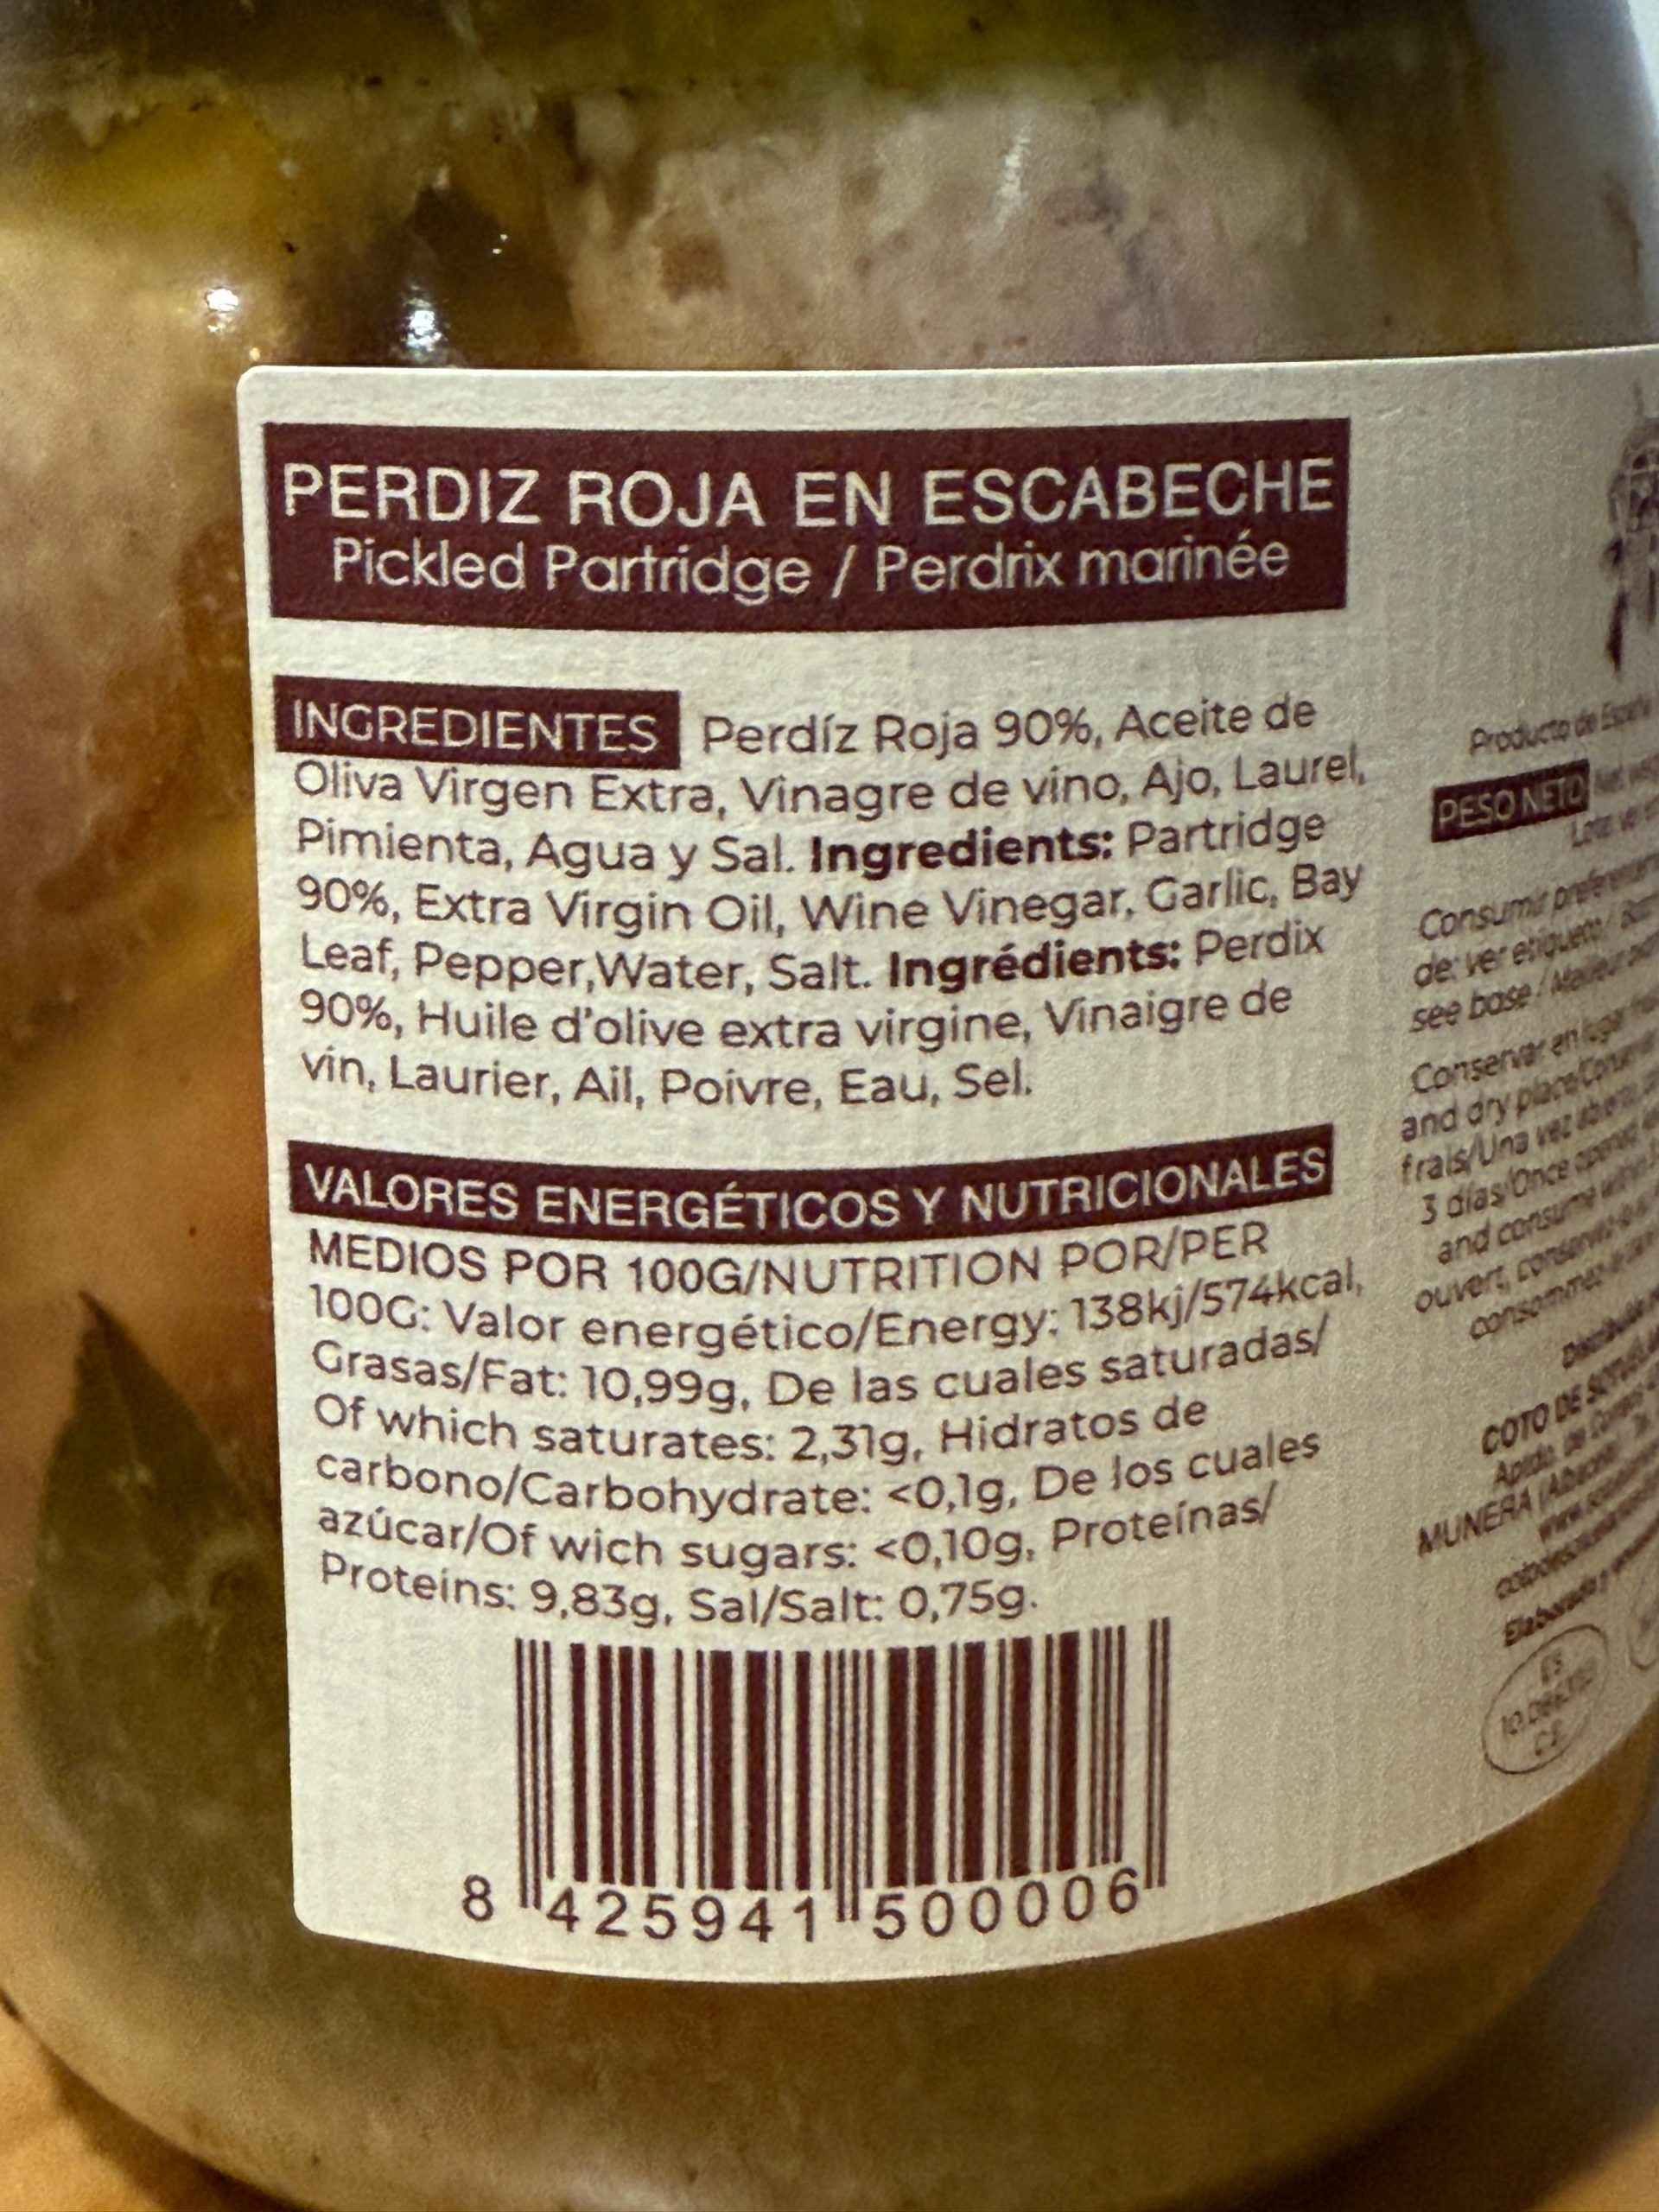 PERDIZ ROJA EN ESCABECHE
Pickled Partridge / Perdrix marinée
INGREDIENTES Perdíz Roja 90%, Aceite de
Oliva Virgen Extra, Vinagre de vino, Ajo, Laurel,
Pimienta, Agua y Sal. Ingredients: Partridge
90%, Extra Virgin Oil, Wine Vinegar, Garlic, Bay
Leaf, Pepper,Water, Salt. Ingrédients: Perdix
90%, Huile d'olive extra virgine, Vinaigre de
vin, Laurier, Ail, Poivre, Eau, Sel.
VALORES ENERGÉTICOS Y NUTRICIONALES
MEDIOS POR 100G/NUTRITION POR/PER
100G: Valor energético/Energy: 138kj/574kcal,
Grasas/Fat: 10,99g, De las cuales saturadas/
Of which saturates: 2,31g, Hidratos de
carbono/Carbohydrate: <0,1g, De los cuales
azúcar/Of wich sugars: <0,10g, Proteínas/
Proteins: 9,83g, Sal/Salt: 0,75g.
8 425941 500006
Producto de
PESO NETO
Consumir
de: ver etiqueta /
see base /
Conservar en lugar
and dry place
frais/Una vez
3 días/Once
and consume
ouvert,
COTO DE
MUNERA
ES